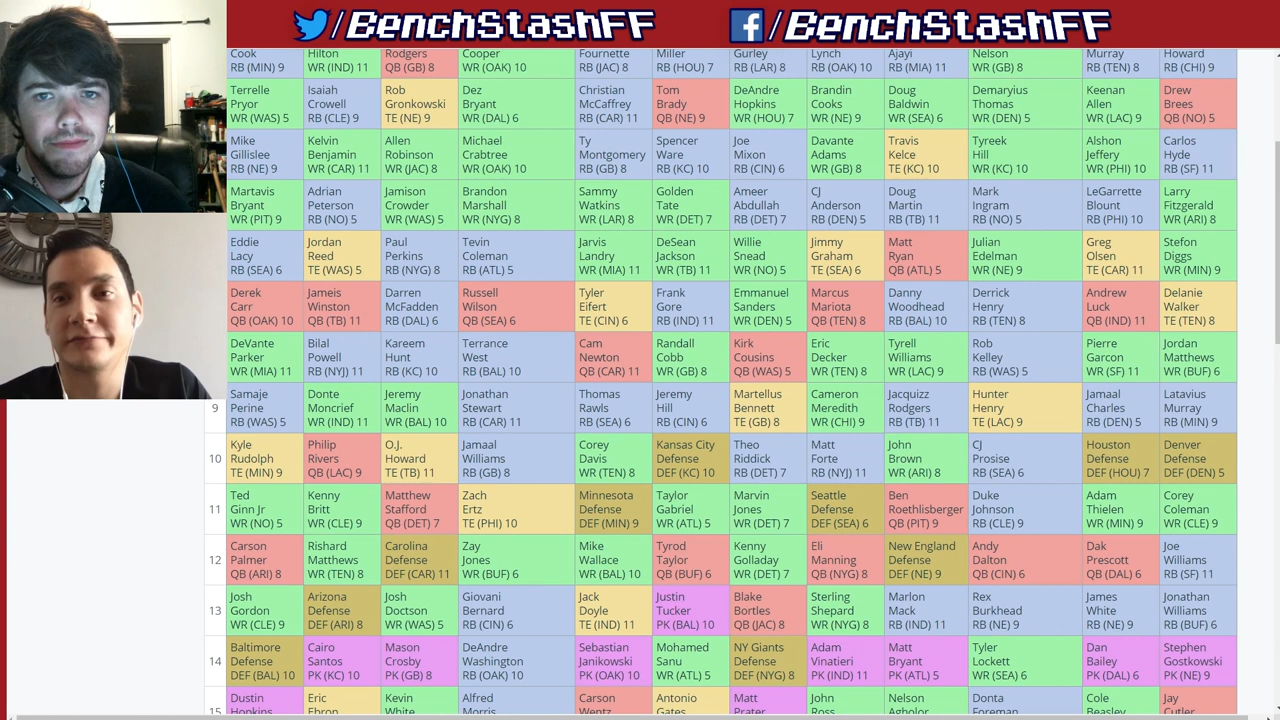 /BenchStashFF /BenchStashFF
Cook Hilton Rodgers Cooper Fournette Miller Gurley Lynch Ajayi Nelson Murray Howard
RB (MIN) 9 WR (IND) 11 QB (GB) 8 WR (OAK) 10 RB (JAC) 8 RB (HOU) 7 RB (LAR) 8 RB (OAK) 10 RB (MIA) 11 WR (GB) 8 RB (TEN) 8 RB (CHI) 9
Terrelle Isaiah Rob Dez Christian Tom DeAndre Brandin Doug Demaryius Keenan Drew
Pryor Crowell Gronkowski Bryant McCaffrey Brady Hopkins Cooks Baldwin Thomas Allen Brees
WR (WAS) 5 RB (CLE) 9 TE (NE) 9 WR (DAL) 6 RB (CAR) 11 QB (NE) 9 WR (HOU) 7 WR (NE) 9 WR (SEA) 6 WR (DEN) 5 WR (LAC) 9 QB (NO) 5
Mike Kelvin Allen Michael Ty Spencer Joe Davante Travis Tyreek Alshon Carlos
Gillislee Benjamin Robinson Crabtree Montgomery Ware Mixon Adams Kelce Hill Jeffery Hyde
RB (NE) 9 WR (CAR) 11 WR (JAC) 8 WR (OAK) 10 RB (GB) 8 RB (KC) 10 RB (CIN) 6 WR (GB) 8 TE (KC) 10 WR (KC) 10 WR (PHI) 10 RB (SF) 11
Martavis Adrian Jamison Brandon Sammy Golden Ameer CJ Doug Mark LeGarrette Larry
Bryant Peterson Crowder Marshall Watkins Tate Abdullah Anderson Martin Ingram Blount Fitzgerald
WR (PIT) 9 RB (NO) 5 WR (WAS) 5 WR (NYG) 8 WR (LAR) 8 WR (DET) 7 RB (DET) 7 RB (DEN) 5 RB (TB) 11 RB (NO) 5 RB (PHI) 10 WR (ARI) 8
Eddie Jordan Paul Tevin Jarvis DeSean Willie Jimmy Matt Julian Greg Stefon
Lacy Reed Perkins Coleman Landry Jackson Snead Graham Ryan Edelman Olsen Diggs
RB (SEA) 6 TE (WAS) 5 RB (NYG) 8 RB (ATL) 5 WR (MIA) 11 WR (TB) 11 WR (NO) 5 TE (SEA) 6 QB (ATL) 5 WR (NE) 9 TE (CAR) 11 WR (MIN) 9
Derek Jameis Darren Russell Tyler Frank Emmanuel Marcus Danny Derrick Andrew Delanie
Carr Winston McFadden Wilson Eifert Gore Sanders Mariota Woodhead Henry Luck Walker
QB (OAK) 10 QB (TB) 11 RB (DAL) 6 QB (SEA) 6 TE (CIN) 6 RB (IND) 11 WR (DEN) 5 QB (TEN) 8 RB (BAL) 10 RB (TEN) 8 QB (IND) 11 TE (TEN) 8
DeVante Bilal Kareem Terrance Cam Randall Kirk Eric Tyrell Rob Pierre Jordan
Parker Powell Hunt West Newton Cobb Cousins Decker Williams Kelley Garcon Matthews
WR (MIA) 11 RB (NYJ) 11 RB (KC) 10 RB (BAL) 10 QB (CAR) 11 WR (GB) 8 QB (WAS) 5 WR (TEN) 8 WR (LAC) 9 RB (WAS) 5 WR (SF) 11 WR (BUF) 6
Samaje Donte Jeremy Jonathan Thomas Jeremy Martellus Cameron Jacquizz Hunter Jamaal Latavius
9 Perine Moncrief Maclin Stewart Rawls Hill Bennett Meredith Rodgers Henry Charles Murray
RB (WAS) 5 WR (IND) 11 WR (BAL) 10 RB (CAR) 11 RB (SEA) 6 RB (CIN) 6 TE (GB) 8 WR (CHI) 9 RB (TB) 11 TE (LAC) 9 RB (DEN) 5 RB (MIN) 9
Kyle Philip O.J. Jamaal Corey Kansas City Theo Matt John CJ Houston Denver
10 Rudolph Rivers Howard Williams Davis Defense Riddick Forte Brown Prosise Defense Defense
TE (MIN) 9 QB (LAC) 9 TE (TB) 11 RB (GB) 8 WR (TEN) 8 DEF (KC) 10 RB (DET) 7 RB (NYJ) 11 WR (ARI) 8 RB (SEA) 6 DEF (HOU) 7 DEF (DEN) 5
Ted Kenny Matthew Zach Minnesota Taylor Marvin Seattle Ben Duke Adam Corey
11 Ginn Jr Britt Stafford Ertz Defense Gabriel Jones Defense Roethlisberger Johnson Thielen Coleman
WR (NO) 5 WR (CLE) 9 QB (DET) 7 TE (PHI) 10 DEF (MIN) 9 WR (ATL) 5 WR (DET) 7 DEF (SEA) 6 QB (PIT) 9 RB (CLE) 9 WR (MIN) 9 WR (CLE) 9
Carson Rishard Carolina Zay Mike Tyrod Kenny Eli New England Andy Dak Joe
12 Palmer Matthews Defense Jones Wallace Taylor Golladay Manning Defense Dalton Prescott Williams
QB (ARI) 8 WR (TEN) 8 DEF (CAR) 11 WR (BUF) 6 WR (BAL) 10 QB (BUF) 6 WR (DET) 7 QB (NYG) 8 DEF (NE) 9 QB (CIN) 6 QB (DAL) 6 RB (SF) 11
Josh Arizona Josh Giovani Jack Justin Blake Sterling Marlon Rex James Jonathan
13 Gordon Defense Doctson Bernard Doyle Tucker Bortles Shepard Mack Burkhead White Williams
WR (CLE) 9 DEF (ARI) 8 WR (WAS) 5 RB (CIN) 6 TE (IND) 11 PK (BAL) 10 QB (JAC) 8 WR (NYG) 8 RB (IND) 11 RB (NE) 9 RB (NE) 9 RB (BUF) 6
Baltimore Cairo Mason DeAndre Sebastian Mohamed NY Giants Adam Matt Tyler Dan Stephen
14 Defense Santos Crosby Washington Janikowski Sanu Defense Vinatieri Bryant Lockett Bailey Gostkowski
DEF (BAL) 10 PK (KC) 10 PK (GB) 8 RB (OAK) 10 PK (OAK) 10 WR (ATL) 5 DEF (NYG) 8 PK (IND) 11 PK (ATL) 5 WR (SEA) 6 PK (DAL) 6 PK (NE) 9
Dustin Eric Kevin Alfred Carson Antonio Matt John Nelson Donta Cole Jay
15 Hopkins Ebron White Morris Wentz Gates Prater Ross Agholor Foreman Beasley Cutler